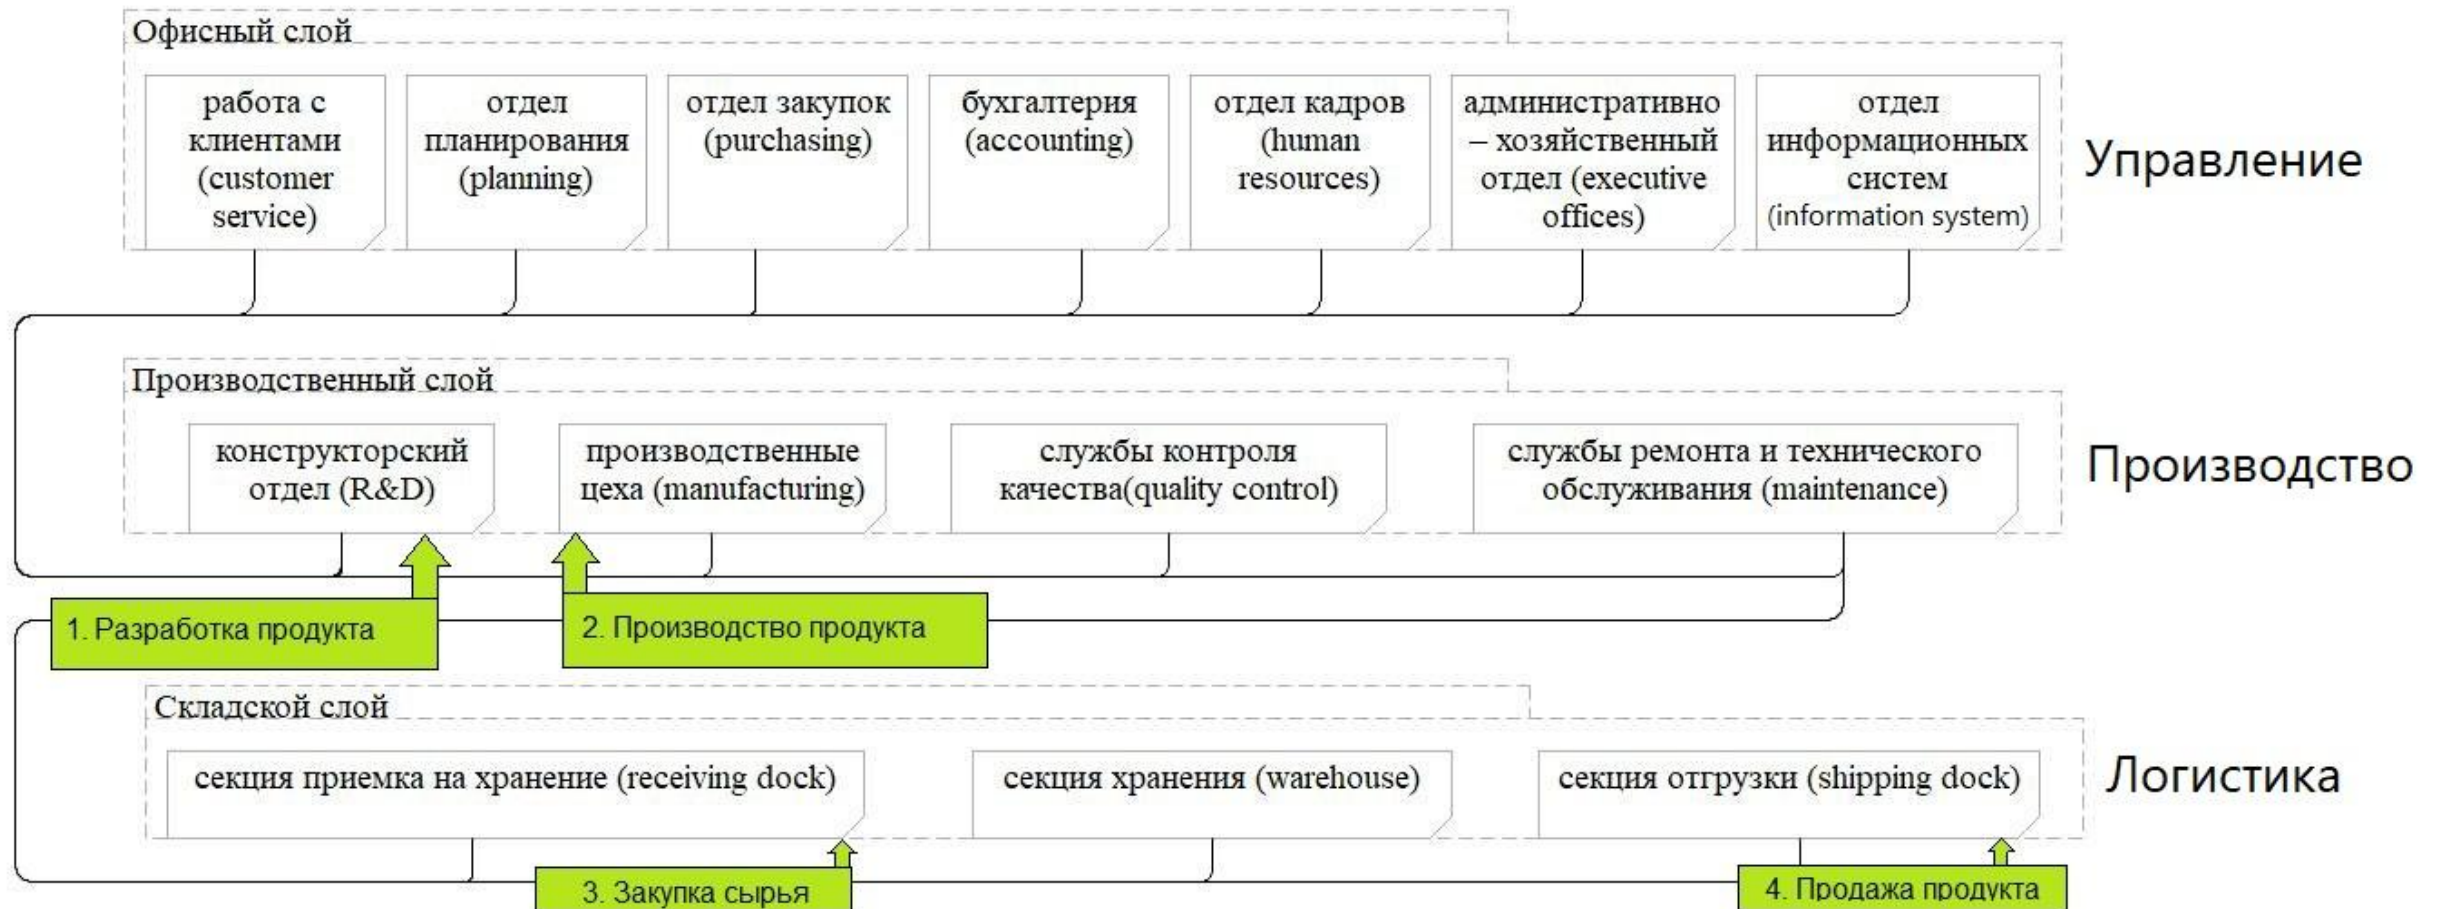 Офисный слой
работа с
клиентами
(customer
service)
отдел
планирования
(planning)
отдел закупок
(purchasing)
бухгалтерия
(accounting)
отдел кадров
(human
resources)
административно
– хозяйственный
отдел (executive
offices)
отдел
информационных
систем
(information system)
Управление
Производственный слой
конструкторский
отдел (R&D)
производственные
цеха (manufacturing)
службы контроля
качества(quality control)
службы ремонта и технического
обслуживания (maintenance)
Производство
1. Разработка продукта
2. Производство продукта
Складской слой
секция приемка на хранение (receiving dock)
секция хранения (warehouse)
секция отгрузки (shipping dock)
Логистика
3. Закупка сырья
4. Продажа продукта